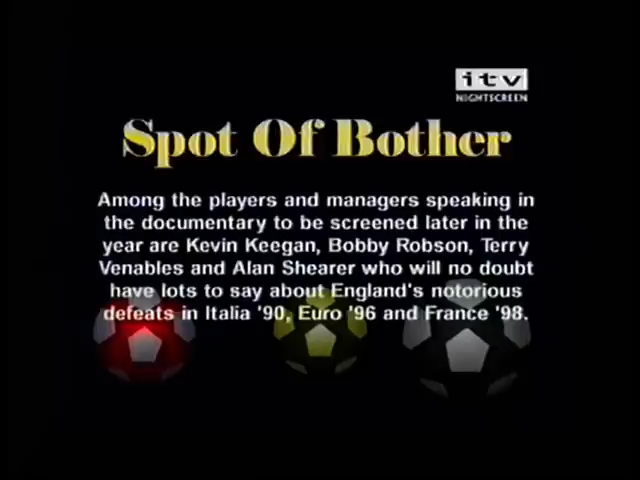 itv
NIGHTSCREEN
Spot Of Bother
Among the players and managers speaking in
the documentary to be screened later in the
year are Kevin Keegan, Bobby Robson, Terry
Venables and Alan Shearer who will no doubt
have lots to say about England's notorious
defeats in Italia '90, Euro '96 and France '98.